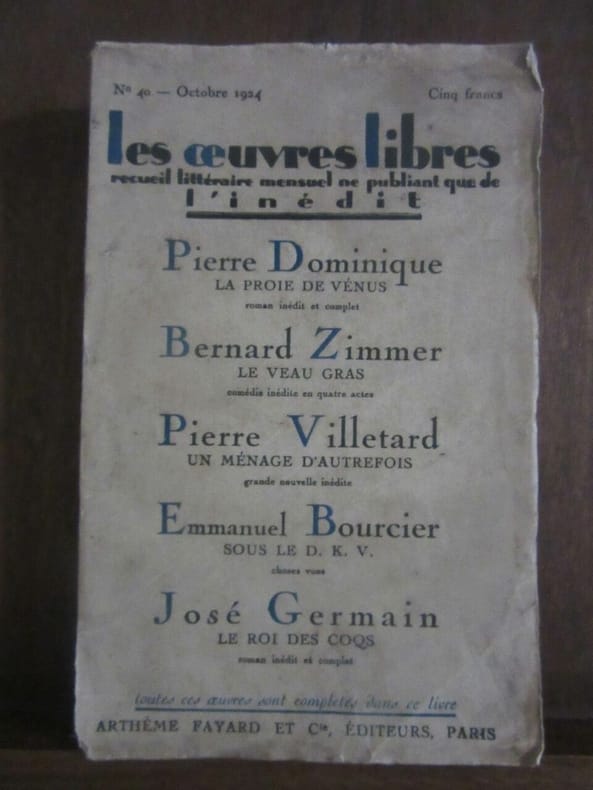 Nº 40 — Octobre 1924 Cinq francs
les œuvres libres
recueil littéraire mensuel ne publiant que de
l'inédit
Pierre Dominique
LA PROIE DE VÉNUS
roman inédit et complet
Bernard Zimmer
LE VEAU GRAS
comédie inédite en quatre actes
Pierre Villetard
UN MÉNAGE D'AUTREFOIS
grande nouvelle inédite
Emmanuel Bourcier
SOUS LE D. K. V.
choses vues
José Germain
LE ROI DES COQS
roman inédit et complet
toutes ces œuvres sont complètes dans ce livre
ARTHÈME FAYARD ET Cie, ÉDITEURS, PARIS